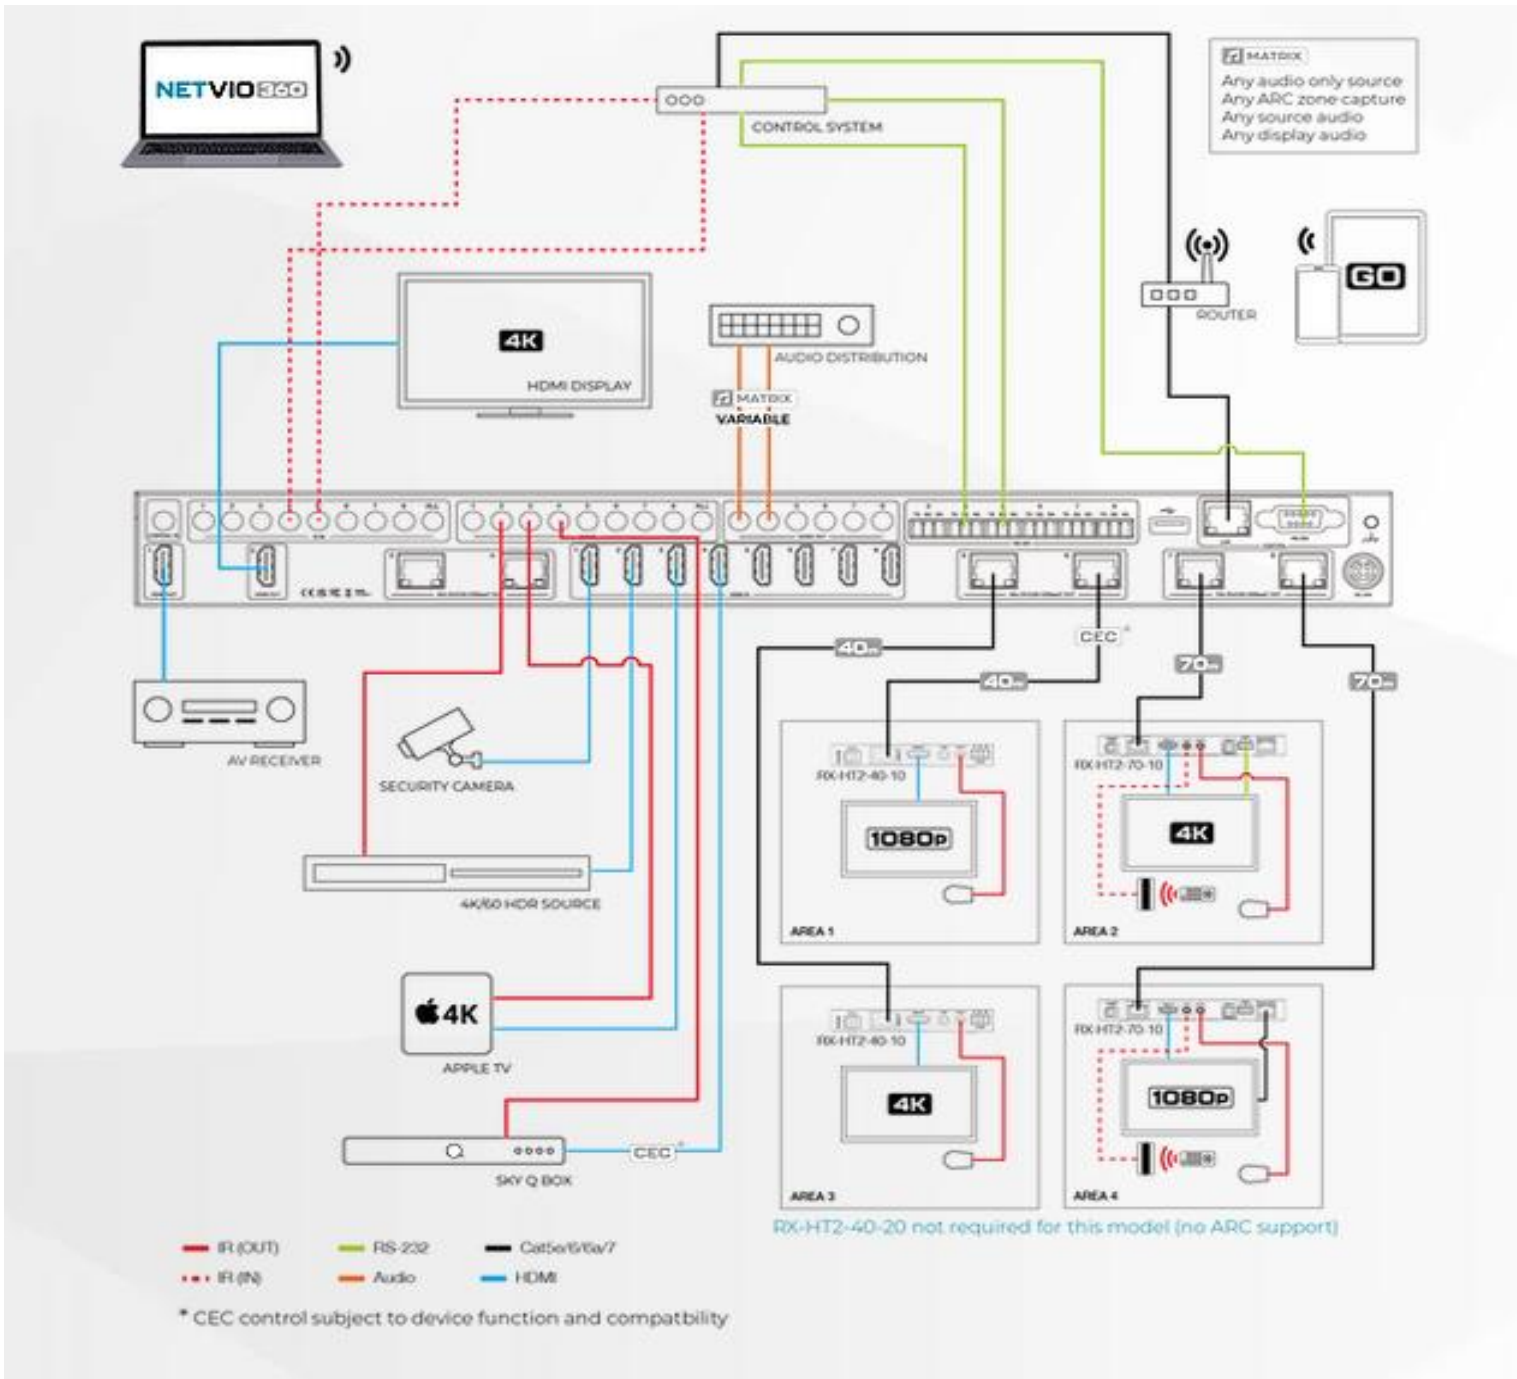 NETVIO360
CONTROL SYSTEM
MATRIX
Any audio only source
Any ARC zone capture
Any source audio
Any display audio
GO
ROUTER
4K
HDMI DISPLAY
AUDIO DISTRIBUTION
MATRIX
VARIABLE
40m
CEC*
40m
70m
70m
AV RECEIVER
SECURITY CAMERA
4K/60 HDR SOURCE
4K
APPLE TV
CEC*
SKY Q BOX
RX-HT2-40-10
1080p
AREA 1
RX-HT2-70-10
4K
AREA 2
RX-HT2-40-10
4K
AREA 3
RX-HT2-70-10
1080p
AREA 4
RX-HT2-40-20 not required for this model (no ARC support)
IR (OUT)
RS-232
Cat5e/6/6a/7
IR (IN)
Audio
HDMI
* CEC control subject to device function and compatbility